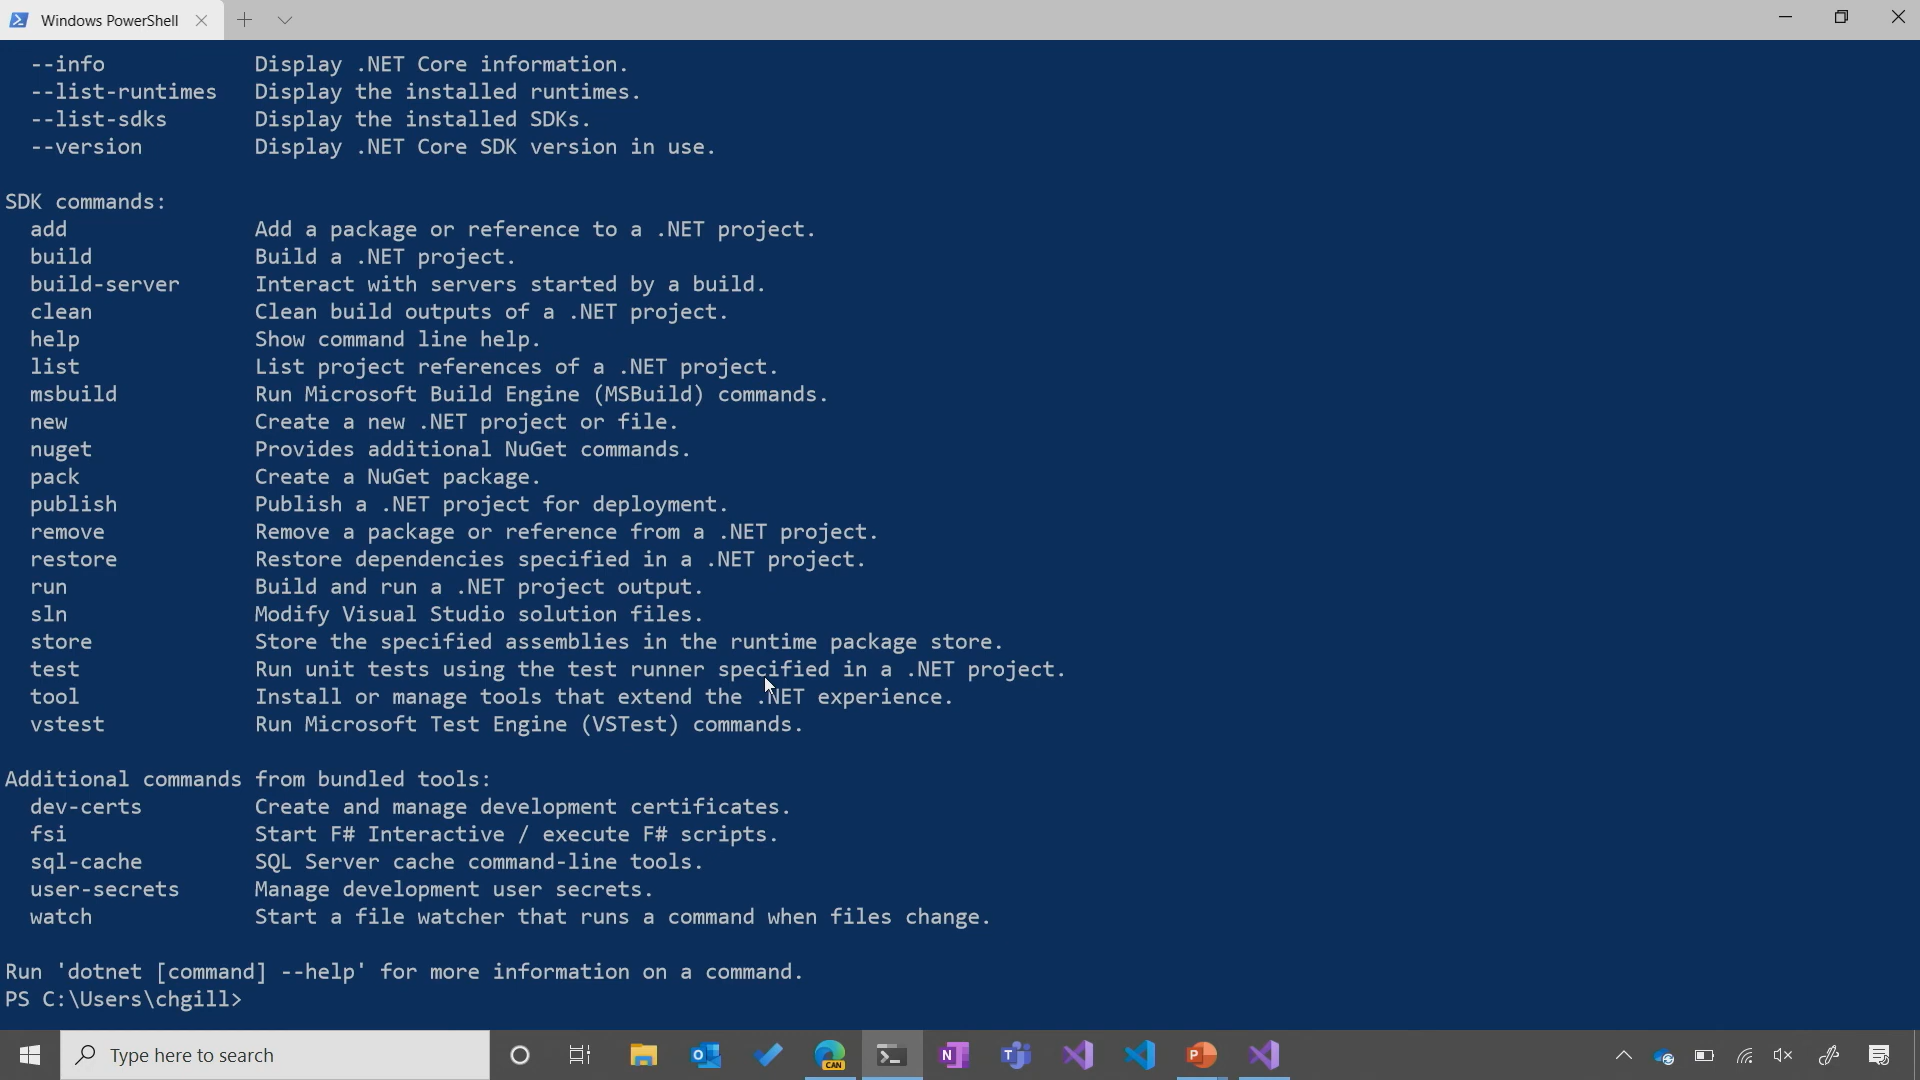 Windows PowerShell
--info Display .NET Core information.
--list-runtimes Display the installed runtimes.
--list-sdks Display the installed SDKs.
--version Display .NET Core SDK version in use.
SDK commands:
add Add a package or reference to a .NET project.
build Build a .NET project.
build-server Interact with servers started by a build.
clean Clean build outputs of a .NET project.
help Show command line help.
list List project references of a .NET project.
msbuild Run Microsoft Build Engine (MSBuild) commands.
new Create a new .NET project or file.
nuget Provides additional NuGet commands.
pack Create a NuGet package.
publish Publish a .NET project for deployment.
remove Remove a package or reference from a .NET project.
restore Restore dependencies specified in a .NET project.
run Build and run a .NET project output.
sln Modify Visual Studio solution files.
store Store the specified assemblies in the runtime package store.
test Run unit tests using the test runner specified in a .NET project.
tool Install or manage tools that extend the .NET experience.
vstest Run Microsoft Test Engine (VSTest) commands.
Additional commands from bundled tools:
dev-certs Create and manage development certificates.
fsi Start F# Interactive / execute F# scripts.
sql-cache SQL Server cache command-line tools.
user-secrets Manage development user secrets.
watch Start a file watcher that runs a command when files change.
Run 'dotnet [command] --help' for more information on a command.
PS C:\Users\chgill>
Type here to search
CAN